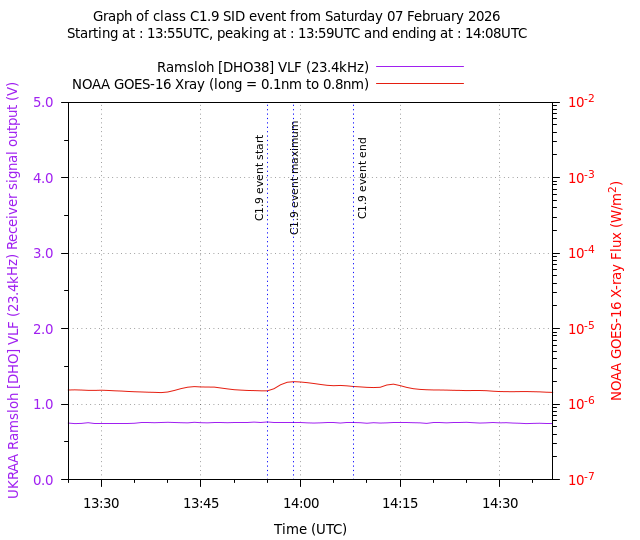 Graph of class C1.9 SID event from Saturday 07 February 2026
Starting at : 13:55UTC, peaking at : 13:59UTC and ending at : 14:08UTC
Ramsloh [DHO38] VLF (23.4kHz)
NOAA GOES-16 Xray (long = 0.1nm to 0.8nm)
UKRAA Ramsloh [DHO] VLF (23.4kHz) Receiver signal output (V)
5.0
4.0
3.0
2.0
1.0
0.0
C1.9 event start
C1.9 event maximum
C1.9 event end
10-2
10-3
10-4
10-5
10-6
10-7
NOAA GOES-16 X-ray Flux (W/m2)
13:30 13:45 14:00 14:15 14:30
Time (UTC)